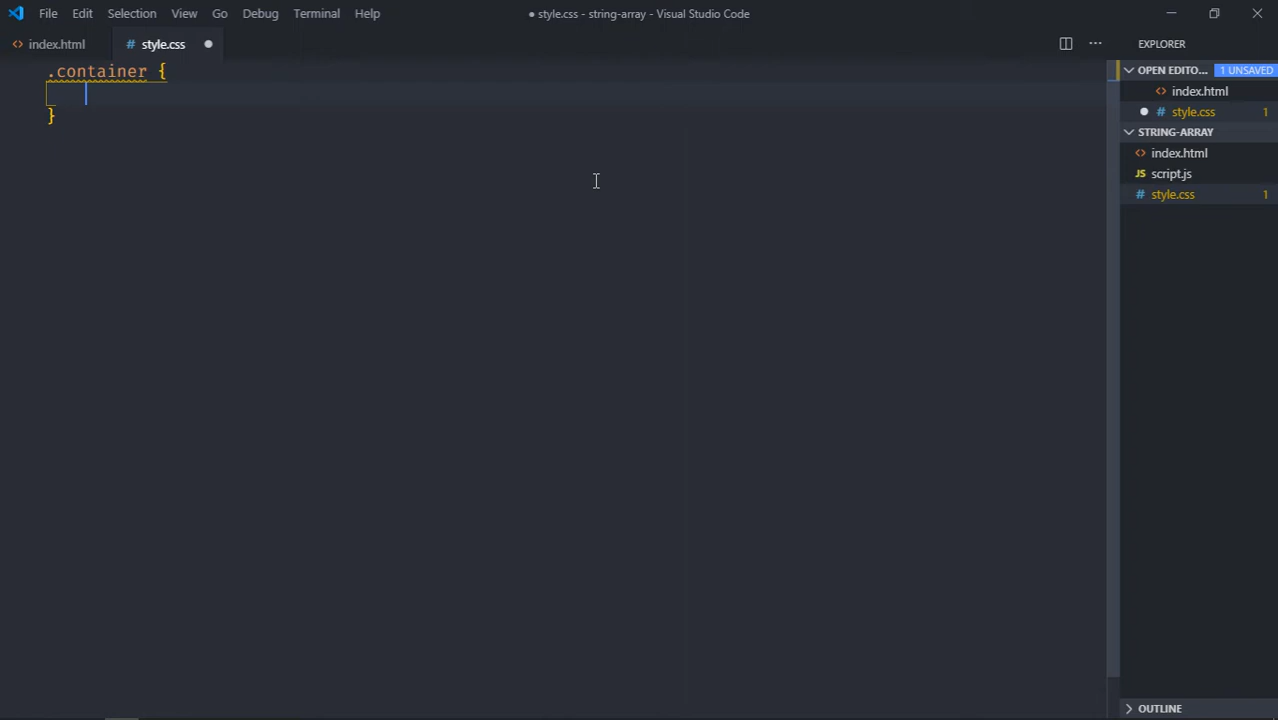 File Edit Selection View Go Debug Terminal Help
● style.css - string-array - Visual Studio Code
index.html
# style.css
EXPLORER
.container {
}
OPEN EDITO... 1 UNSAVED
<> index.html
# style.css 1
STRING-ARRAY
<> index.html
JS script.js
# style.css 1
OUTLINE